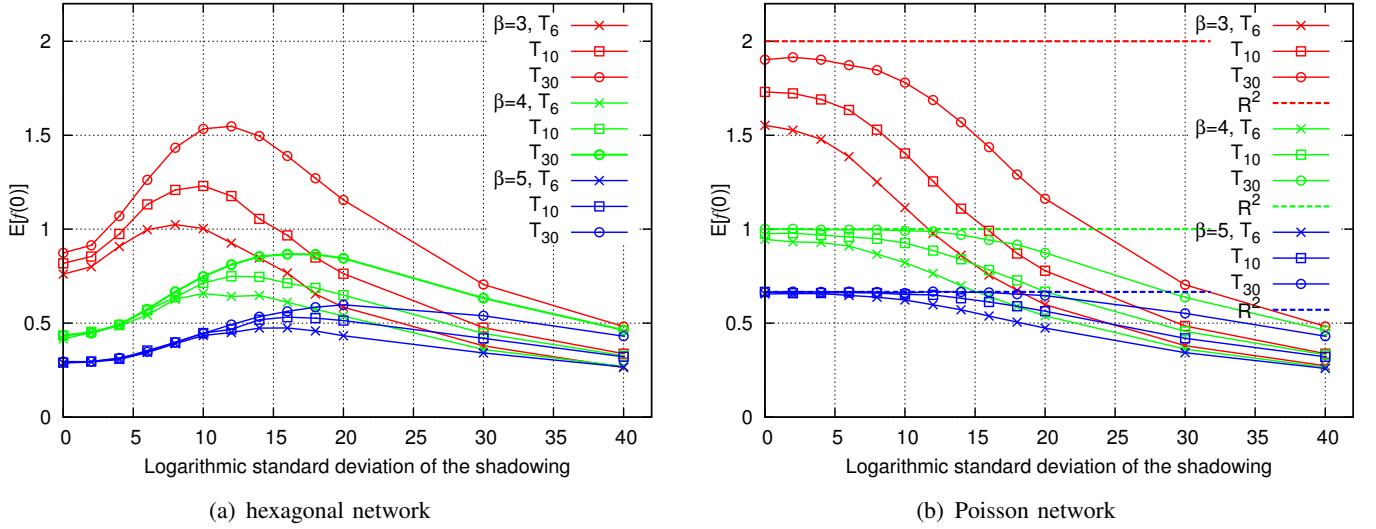 E[f(0)]
2
1.5
1
0.5
0
0 5 10 15 20 30 35 40
β=3, T₆
T₁₀
T₃₀
β=4, T₆
T₁₀
T₃₀
β=5, T₆
T₁₀
T₃₀
Logarithmic standard deviation of the shadowing
(a) hexagonal network
E[f(0)]
2
1.5
1
0.5
0
0 5 10 15 20 30 35 40
β=3, T₆
T₁₀
T₃₀
R²
β=4, T₆
T₁₀
T₃₀
R²
β=5, T₆
T₁₀
T₃₀
R²
Logarithmic standard deviation of the shadowing
(b) Poisson network